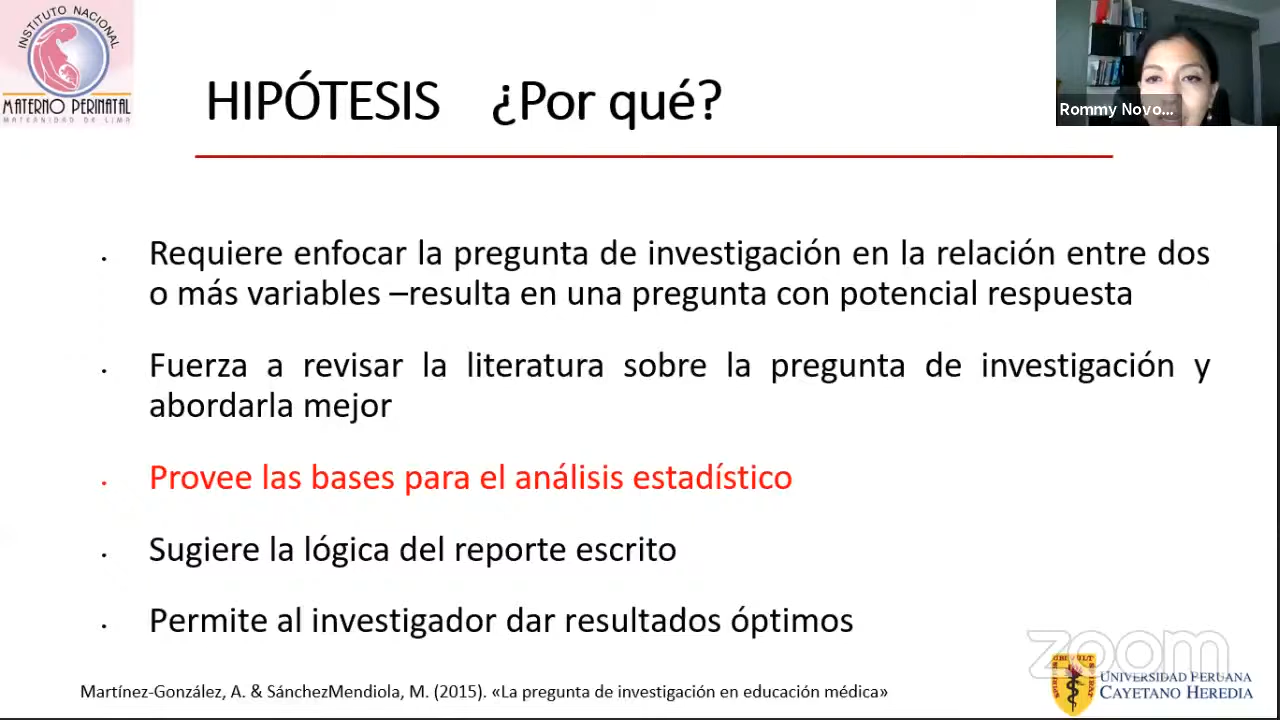 INSTITUTO NACIONAL
MATERNO PERINATAL
MATERNIDAD DE LIMA
HIPÓTESIS ¿Por qué?
Rommy Novo...
• Requiere enfocar la pregunta de investigación en la relación entre dos
o más variables –resulta en una pregunta con potencial respuesta
• Fuerza a revisar la literatura sobre la pregunta de investigación y
abordarla mejor
• Provee las bases para el análisis estadístico
• Sugiere la lógica del reporte escrito
• Permite al investigador dar resultados óptimos
zoom
Martínez-González, A. & SánchezMendiola, M. (2015). «La pregunta de investigación en educación médica»
UNIVERSIDAD PERUANA
CAYETANO HEREDIA